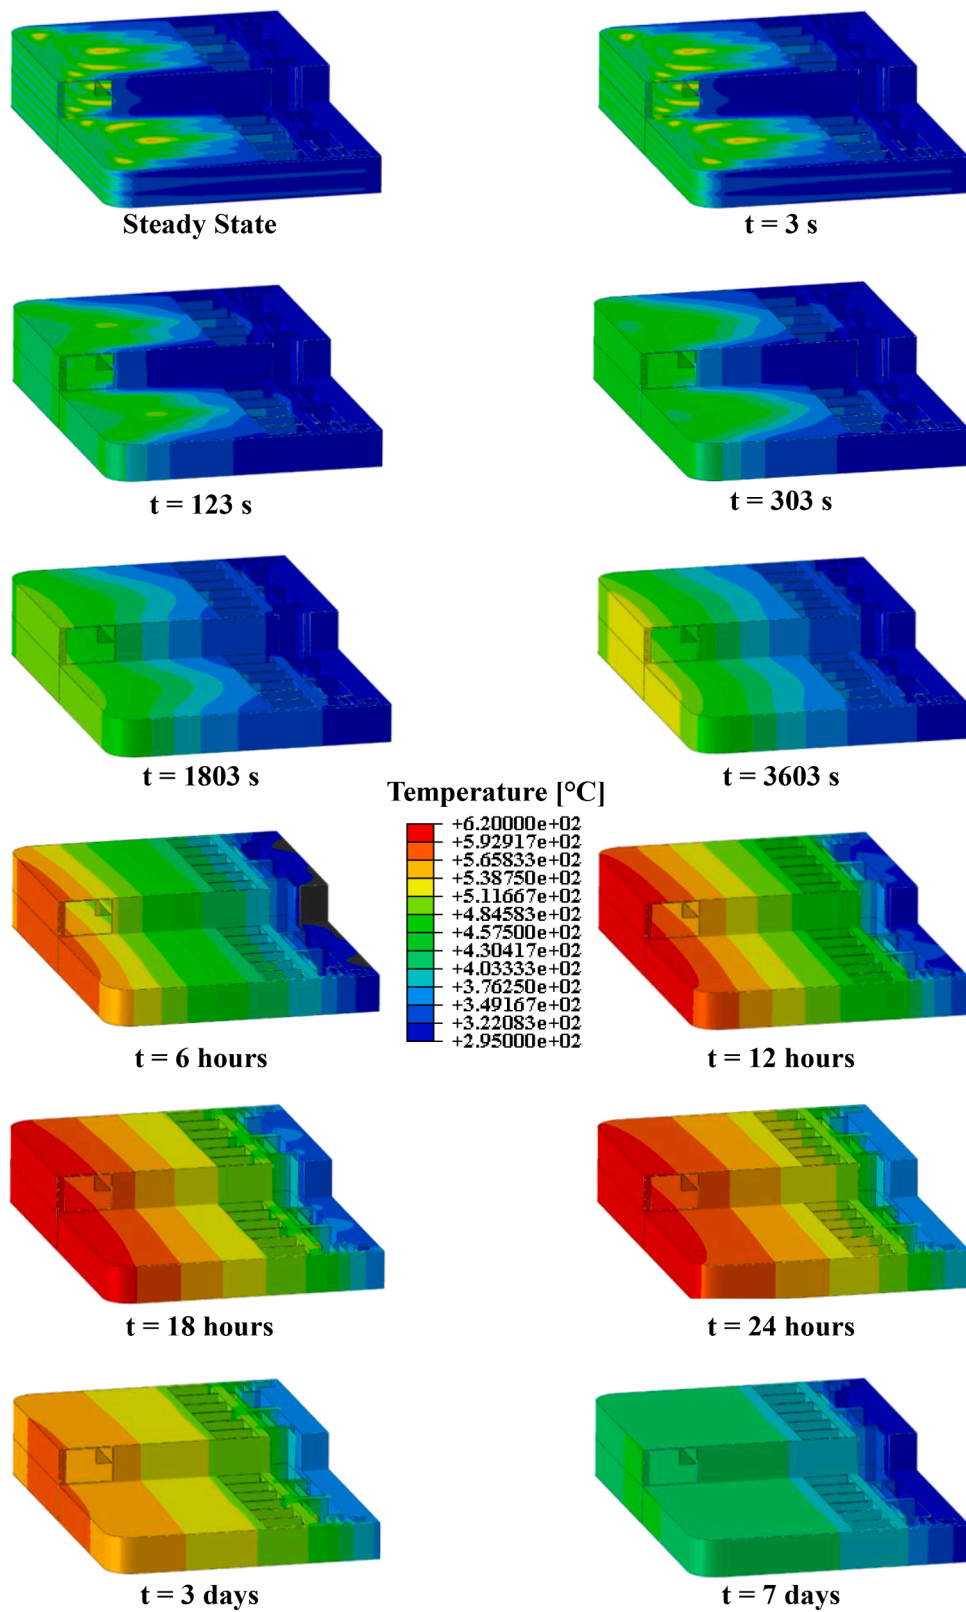 Steady State
t = 3 s
t = 123 s
t = 303 s
t = 1803 s
t = 3603 s
Temperature [°C]
+6.20000e+02
+5.92917e+02
+5.65833e+02
+5.38750e+02
+5.11667e+02
+4.84583e+02
+4.57500e+02
+4.30417e+02
+4.03333e+02
+3.76250e+02
+3.49167e+02
+3.22083e+02
+2.95000e+02
t = 6 hours
t = 12 hours
t = 18 hours
t = 24 hours
t = 3 days
t = 7 days